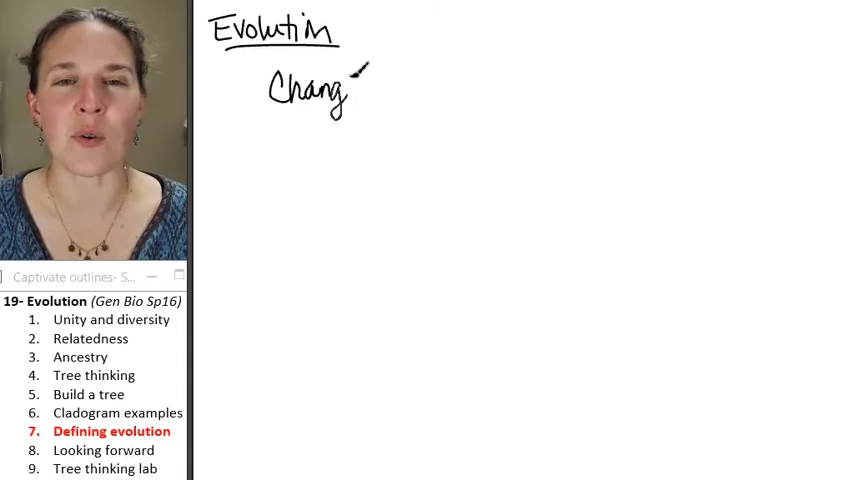 Evolution
Chang
Captivate outlines- S...
19- Evolution (Gen Bio Sp16)
1. Unity and diversity
2. Relatedness
3. Ancestry
4. Tree thinking
5. Build a tree
6. Cladogram examples
7. Defining evolution
8. Looking forward
9. Tree thinking lab